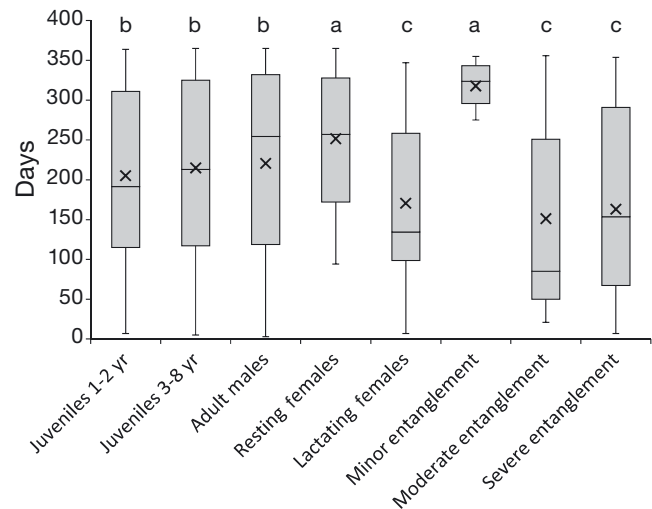 400
350
300
250
200
150
100
50
0
Days
b b b a c a c c
Juveniles 1-2 yr
Juveniles 3-8 yr
Adult males
Resting females
Lactating females
Minor entanglement
Moderate entanglement
Severe entanglement